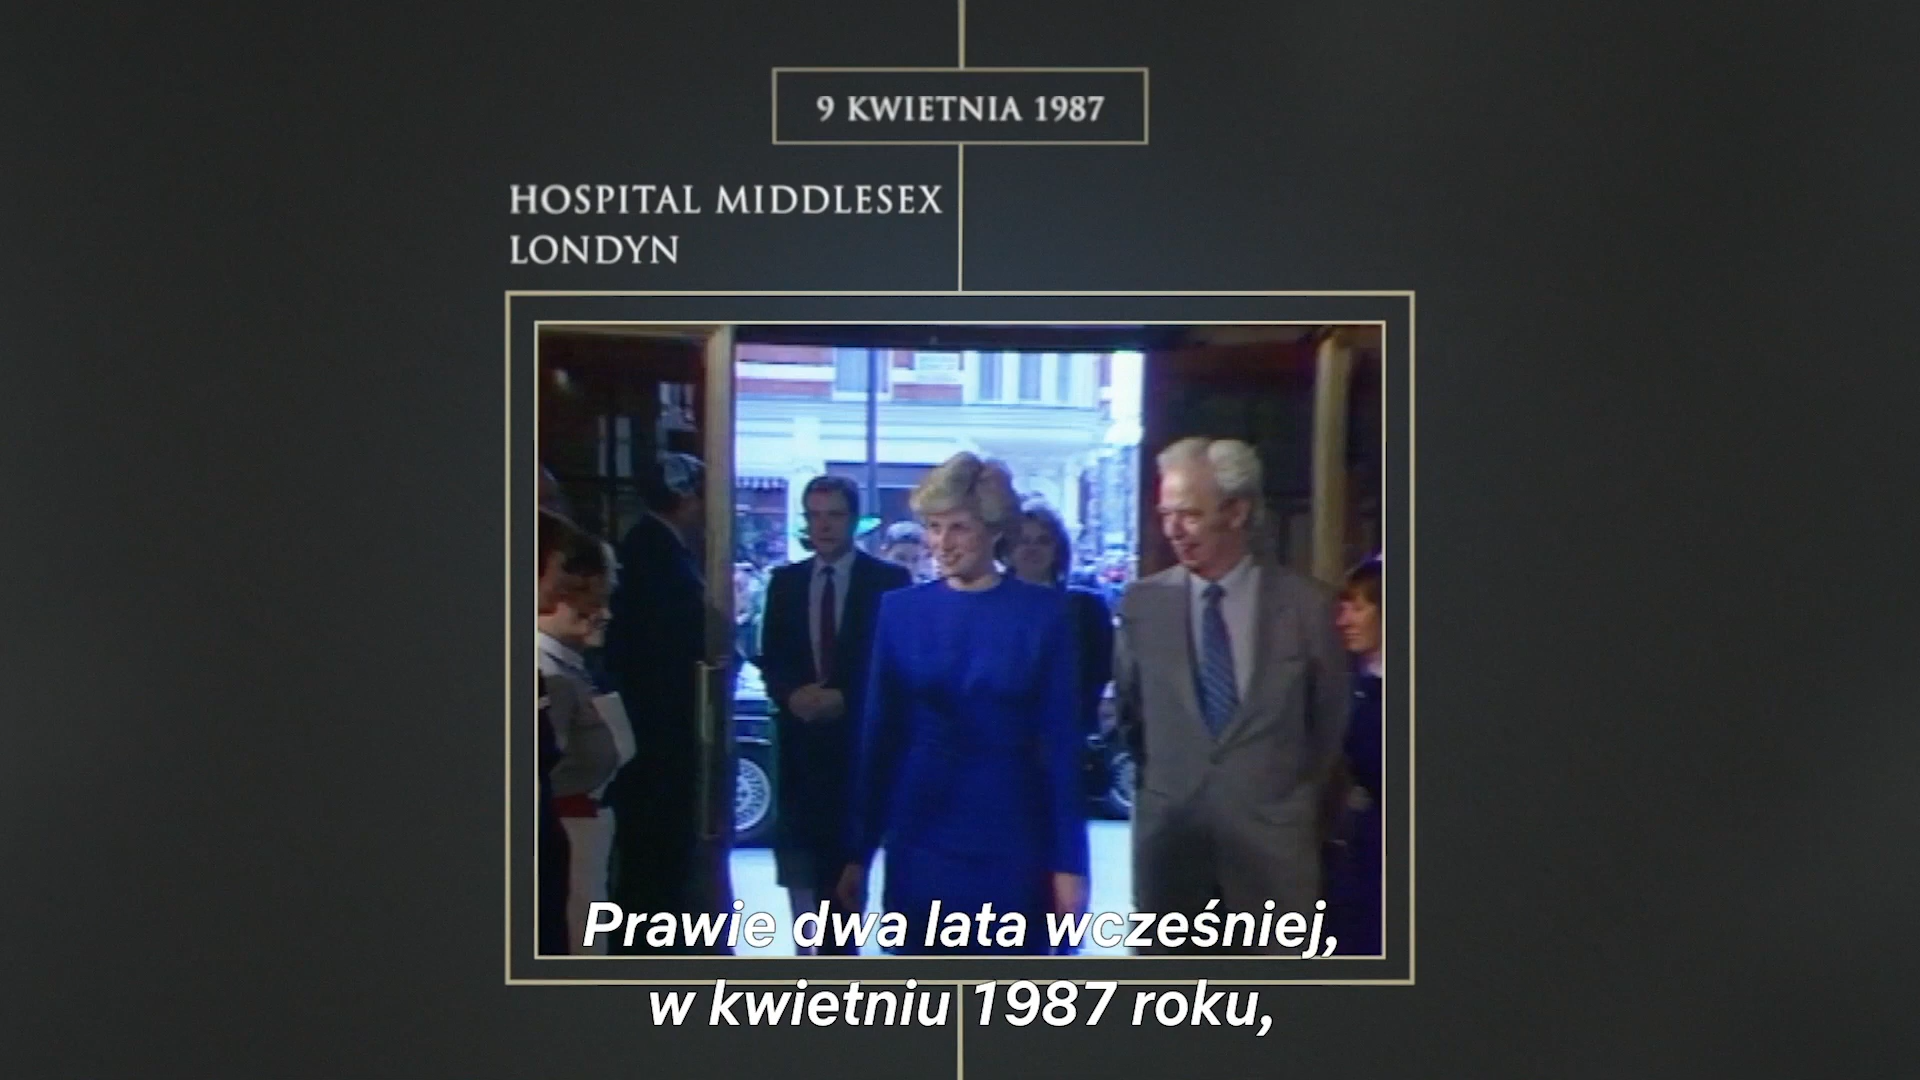 9 KWIETNIA 1987
HOSPITAL MIDDLESEX
LONDYN
Prawie dwa lata wcześniej,
w kwietniu 1987 roku,